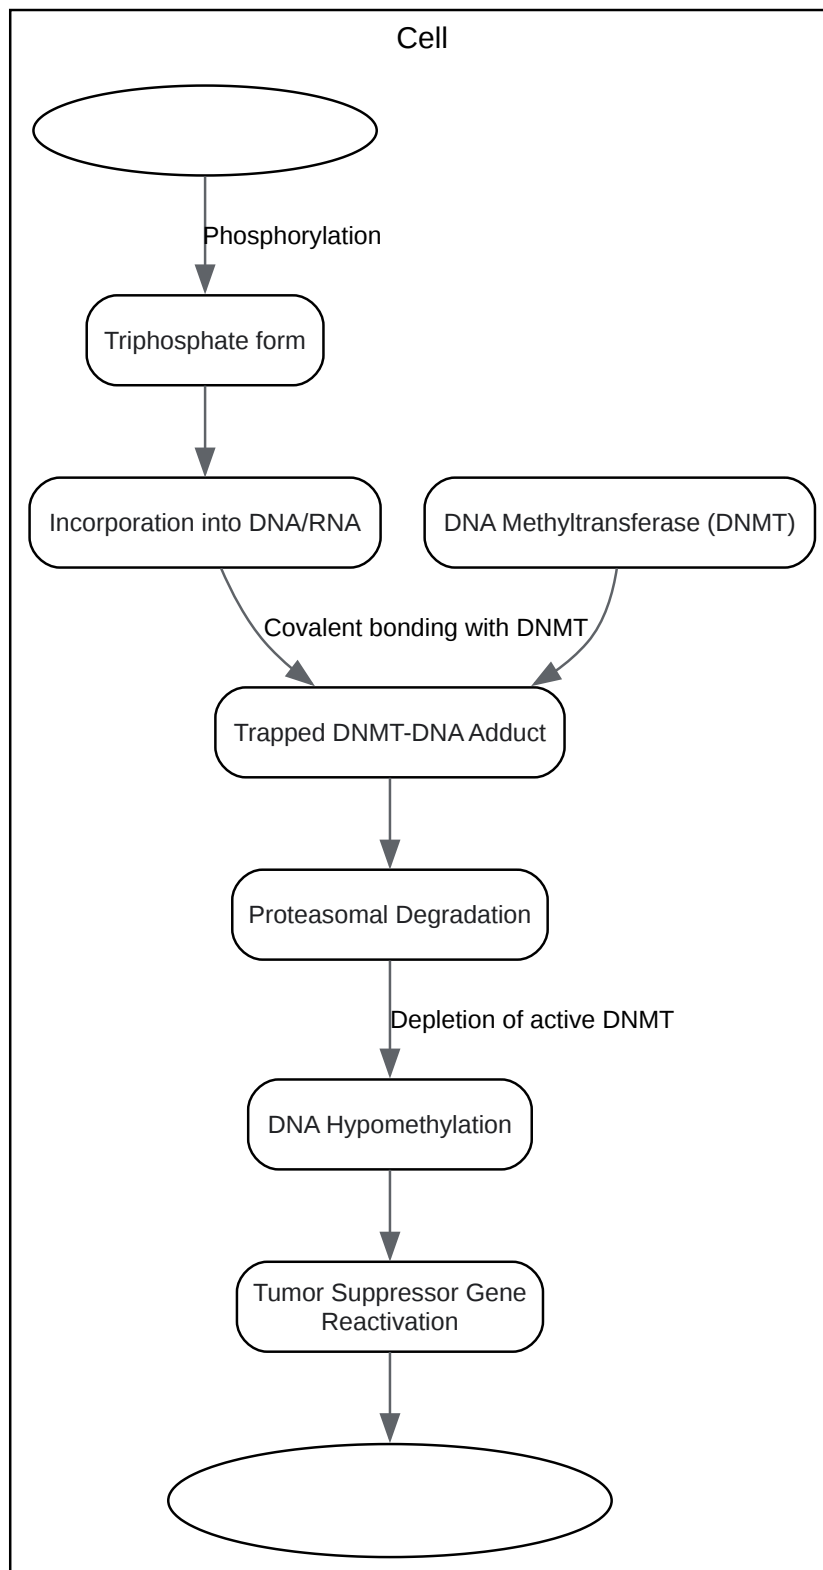 Cell
Phosphorylation
Triphosphate form
Incorporation into DNA/RNA
DNA Methyltransferase (DNMT)
Covalent bonding with DNMT
Trapped DNMT-DNA Adduct
Proteasomal Degradation
Depletion of active DNMT
DNA Hypomethylation
Tumor Suppressor Gene
Reactivation